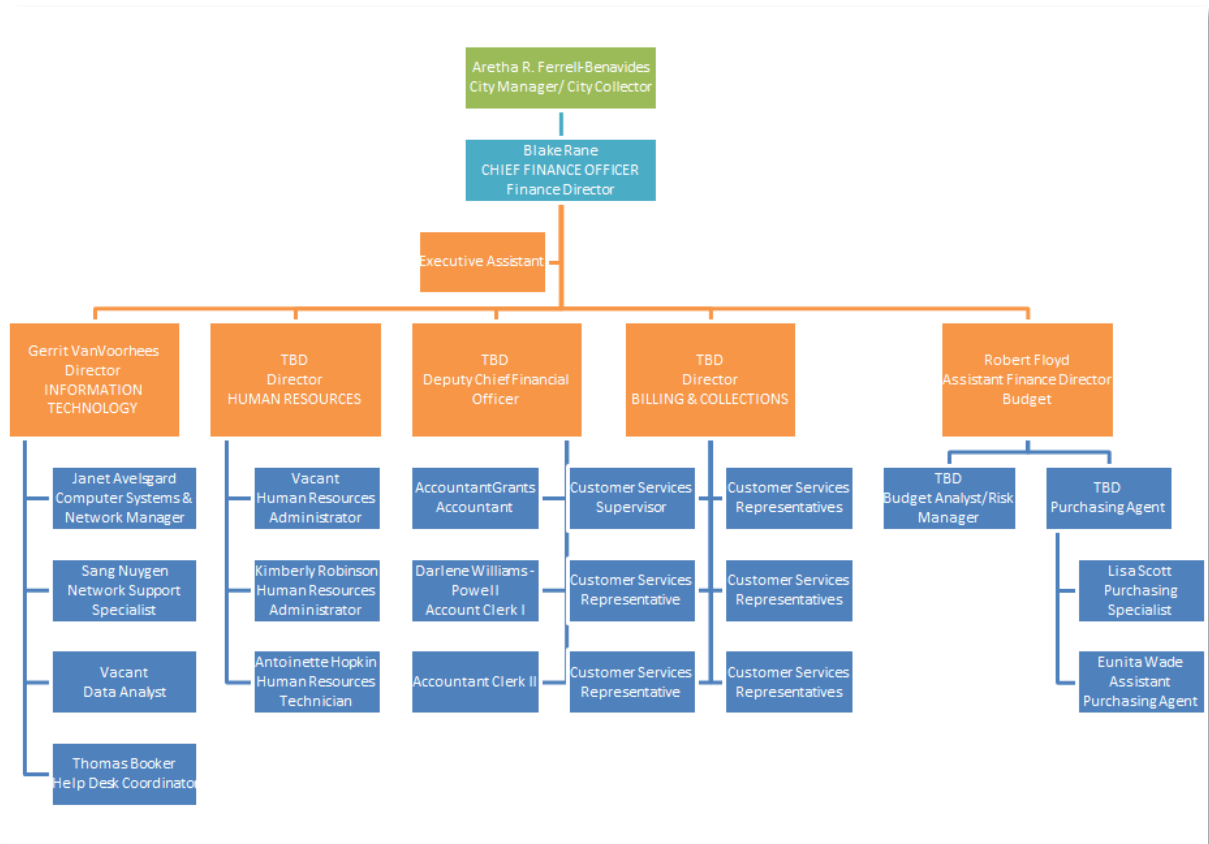 Aretha R. Ferrell-Benavides
City Manager/ City Collector
Blake Rane
CHIEF FINANCE OFFICER
Finance Director
Executive Assistant
Gerrit VanVoorhees
Director
INFORMATION
TECHNOLOGY
TBD
Director
HUMAN RESOURCES
TBD
Deputy Chief Financial
Officer
TBD
Director
BILLING & COLLECTIONS
Robert Floyd
Assistant Finance Director
Budget
Janet Avelsgard
Computer Systems &
Network Manager
Sang Nuygen
Network Support
Specialist
Vacant
Data Analyst
Thomas Booker
Help Desk Coordinator
Vacant
Human Resources
Administrator
Kimberly Robinson
Human Resources
Administrator
Antoinette Hopkin
Human Resources
Technician
AccountantGrants
Accountant
Darlene Williams-
Powell
Account Clerk I
Accountant Clerk II
Customer Services
Supervisor
Customer Services
Representative
Customer Services
Representative
Customer Services
Representatives
Customer Services
Representatives
Customer Services
Representatives
TBD
Budget Analyst/Risk
Manager
TBD
Purchasing Agent
Lisa Scott
Purchasing
Specialist
Eunita Wade
Assistant
Purchasing Agent